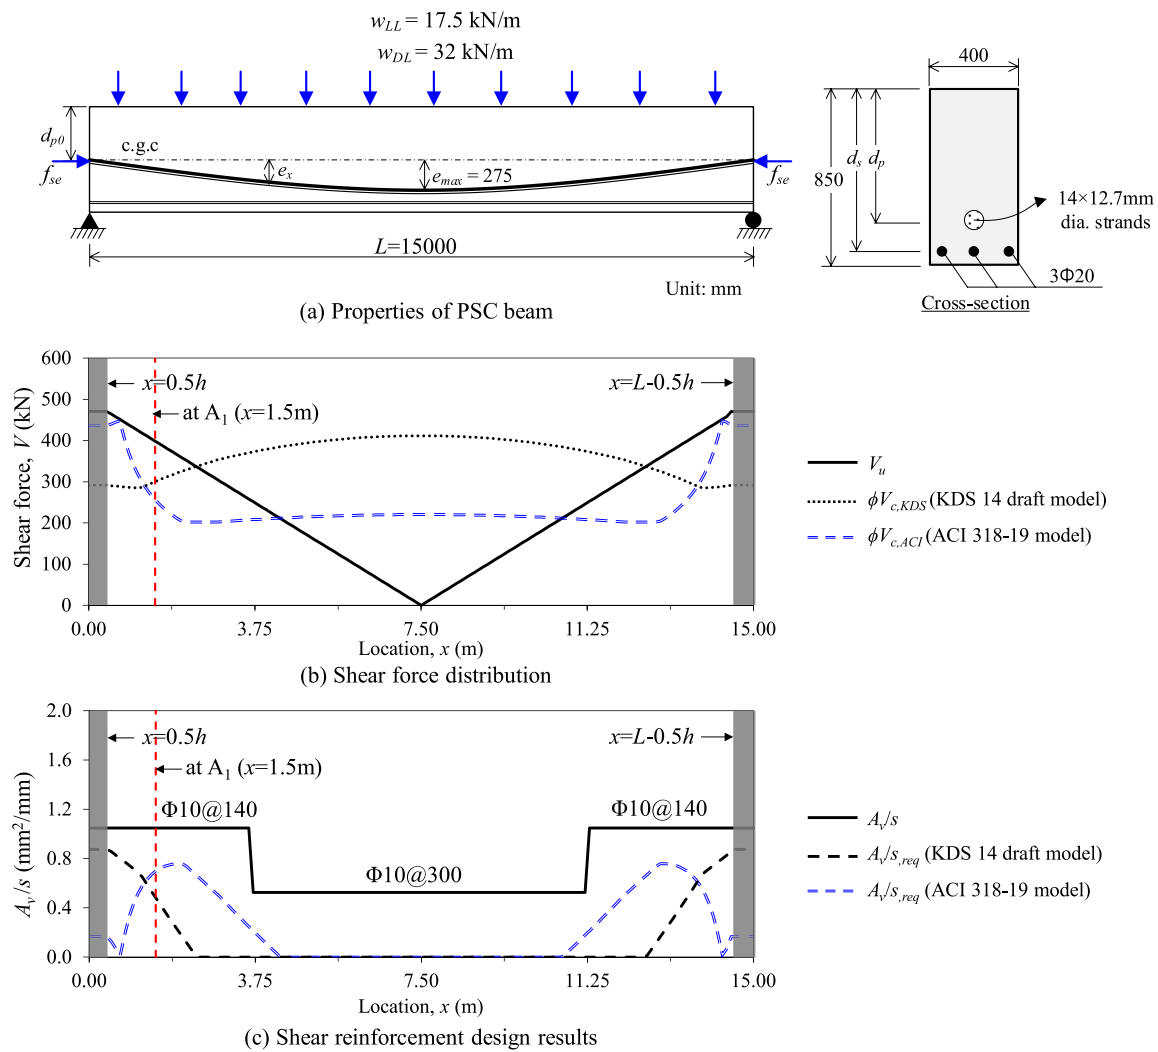 w_LL = 17.5 kN/m
w_DL = 32 kN/m
d_p0
c.g.c
f_se
e_x
e_max = 275
f_se
L=15000
Unit: mm
(a) Properties of PSC beam
400
850
d_s
d_p
14×12.7mm
dia. strands
3Φ20
Cross-section
Shear force, V (kN)
600
500
400
300
200
100
0
x=0.5h
x=L-0.5h
at A_1 (x=1.5m)
0.00
3.75
7.50
11.25
15.00
Location, x (m)
V_u
ϕV_c,KDS (KDS 14 draft model)
ϕV_c,ACI (ACI 318-19 model)
(b) Shear force distribution
A_v/s (mm²/mm)
2.0
1.6
1.2
0.8
0.4
0.0
x=0.5h
x=L-0.5h
at A_1 (x=1.5m)
Φ10@140
Φ10@140
Φ10@300
0.00
3.75
7.50
11.25
15.00
Location, x (m)
A_v/s
A_v/s_,req (KDS 14 draft model)
A_v/s_,req (ACI 318-19 model)
(c) Shear reinforcement design results